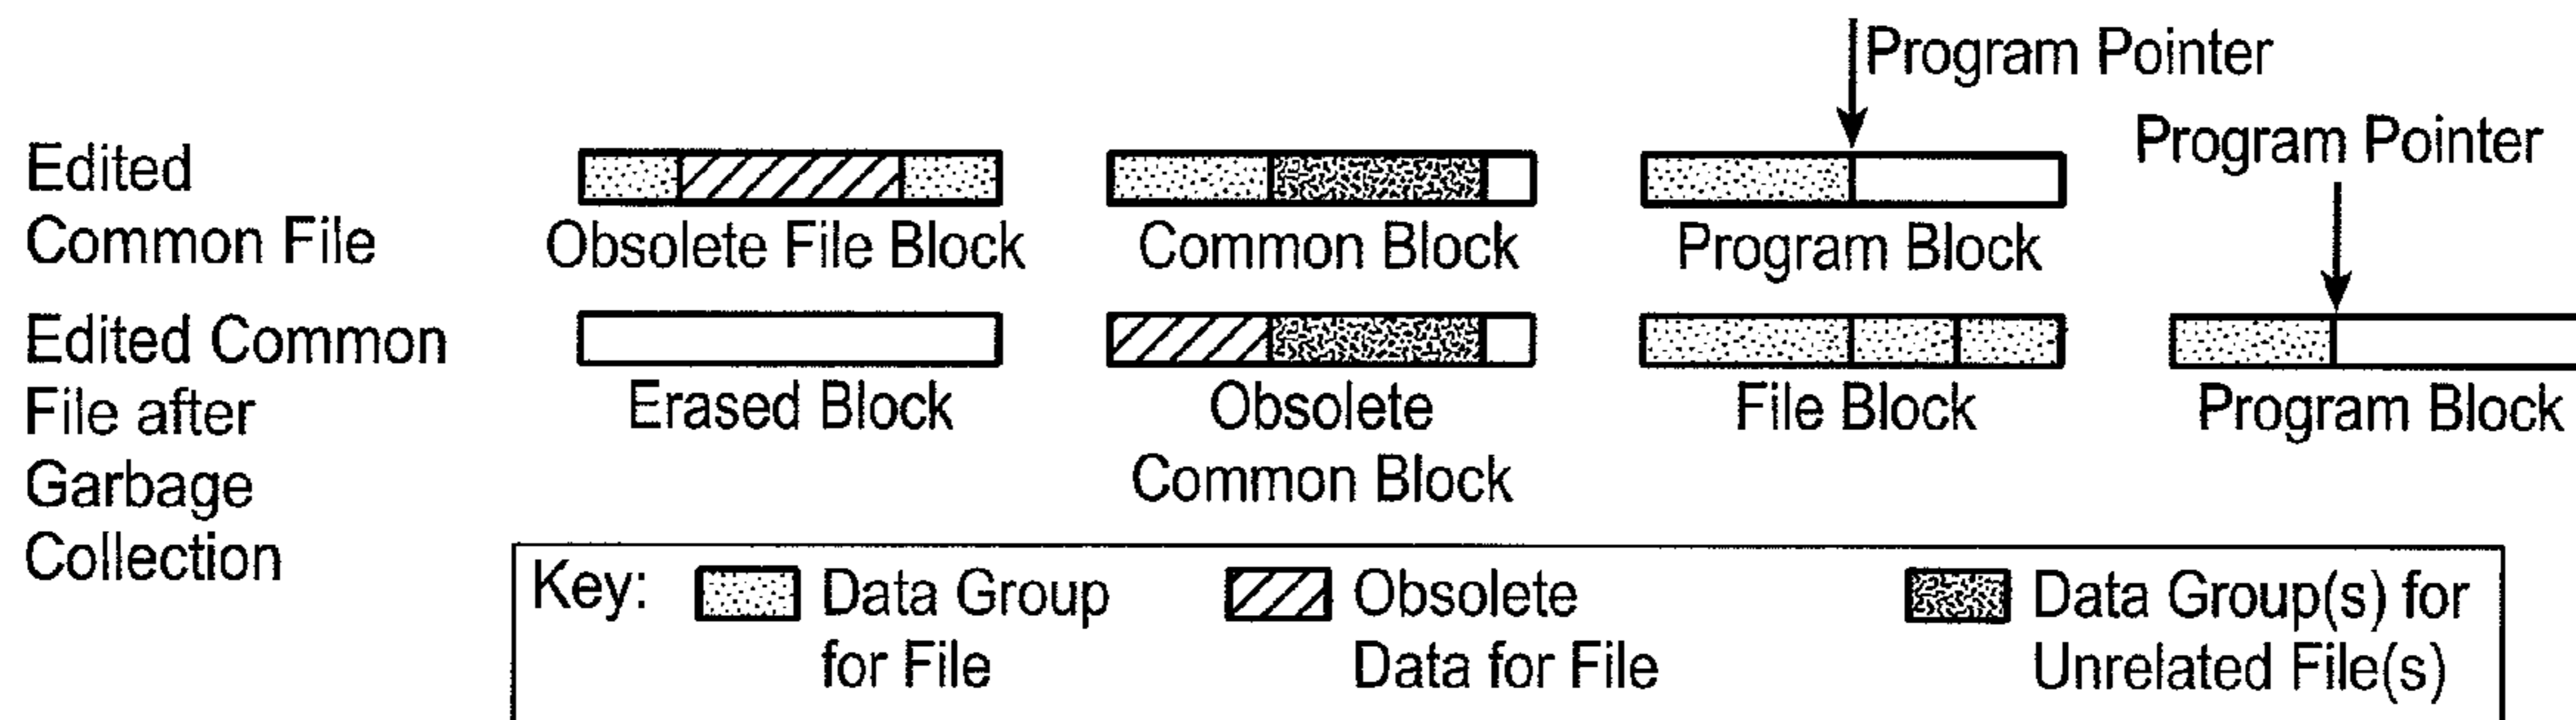 Program Pointer
Program Pointer
Edited
Common File
Obsolete File Block
Common Block
Program Block
Edited Common
File after
Garbage
Collection
Erased Block
Obsolete
Common Block
File Block
Program Block
Key:
Data Group
for File
Obsolete
Data for File
Data Group(s) for
Unrelated File(s)